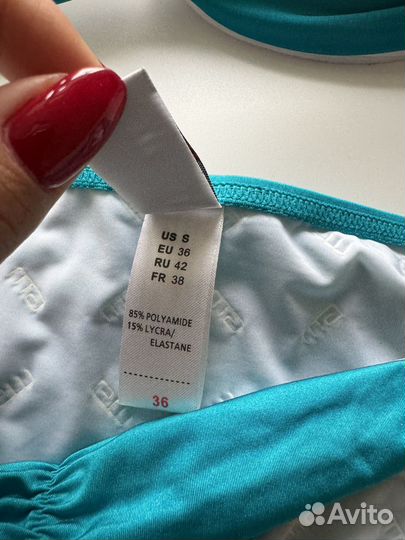 US S
EU 36
RU 42
FR 38
85% POLYAMIDE
15% LYCRA/
ELASTANE
36
Avito